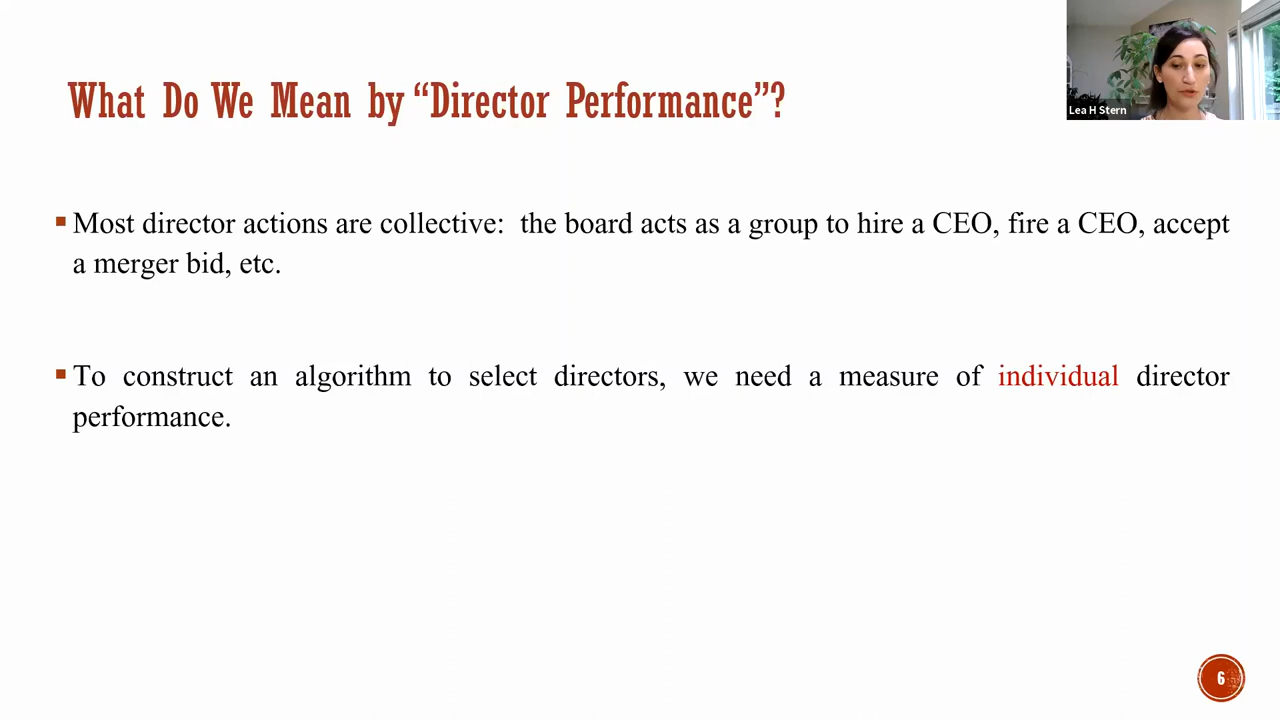 What Do We Mean by “Director Performance”?
Lea H Stern
Most director actions are collective: the board acts as a group to hire a CEO, fire a CEO, accept
a merger bid, etc.
To construct an algorithm to select directors, we need a measure of individual director
performance.
6